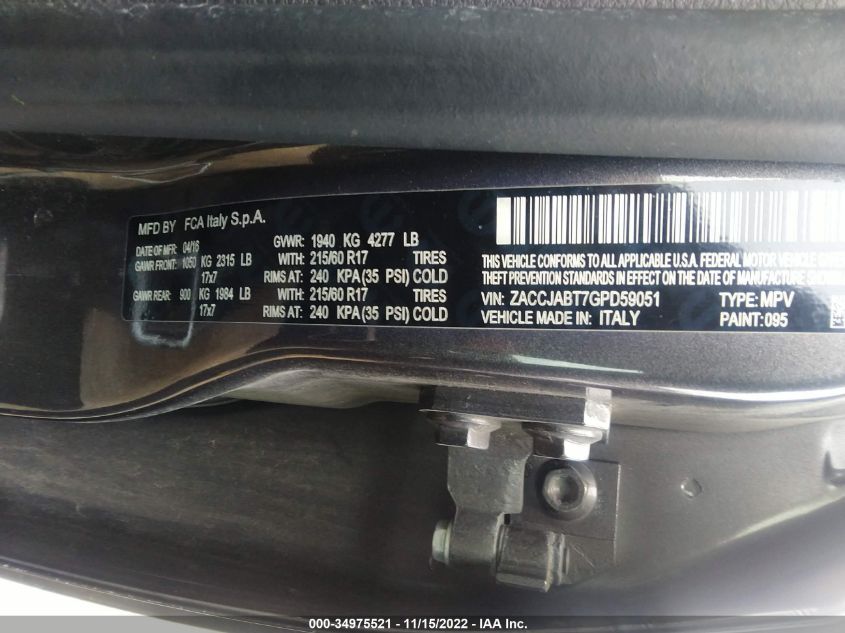 MFD BY FCA Italy S.p.A.
DATE OF MFR: 04/16 GVWR: 1940 KG 4277 LB
GAWR FRONT: 1050 KG 2315 LB WITH: 215/60 R17 TIRES
17x7 RIMS AT: 240 KPA(35 PSI) COLD
GAWR REAR: 900 KG 1984 LB WITH: 215/60 R17 TIRES
17x7 RIMS AT: 240 KPA(35 PSI) COLD
THIS VEHICLE CONFORMS TO ALL APPLICABLE U.S.A. FEDERAL MOTOR VEHICLE
THEFT PREVENTION STANDARDS IN EFFECT ON THE DATE OF MANUFACTURE
VIN: ZACCJABT7GPD59051 TYPE: MPV
VEHICLE MADE IN: ITALY PAINT: 095
000-34975521 - 11/15/2022 - IAA Inc.